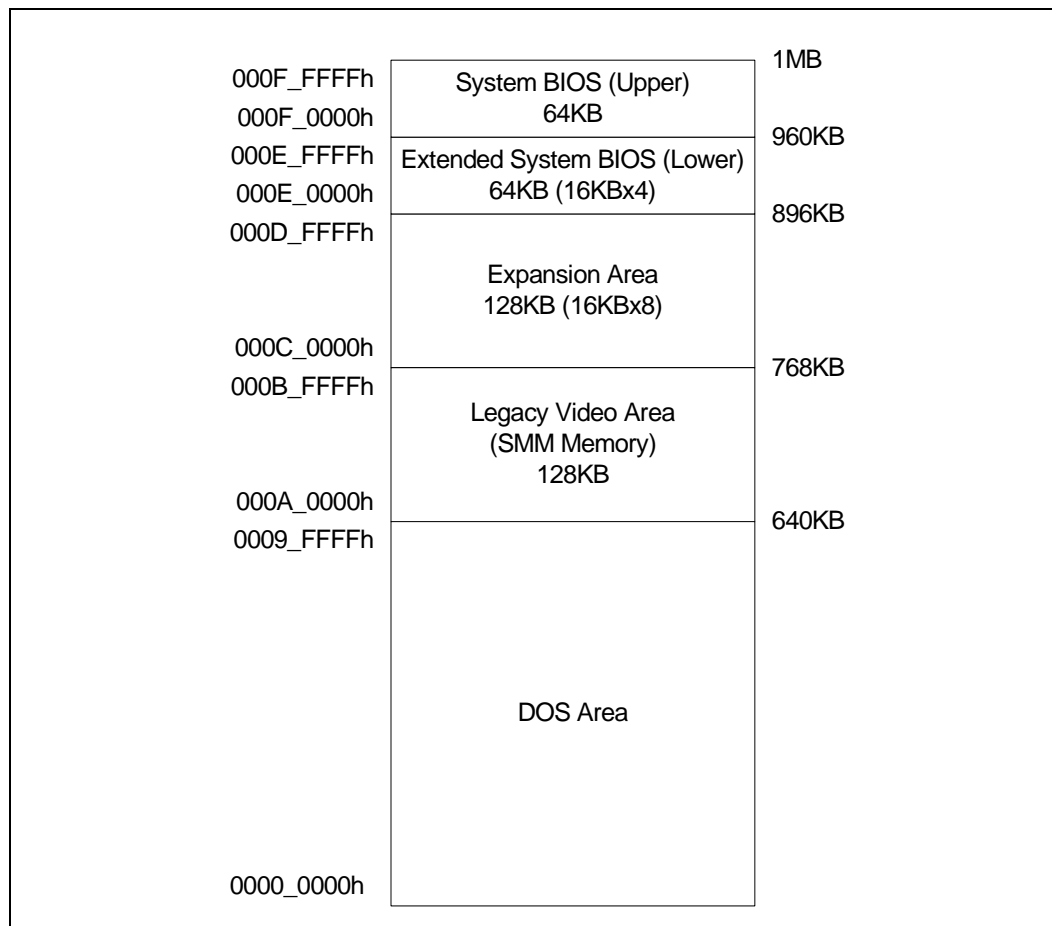 1MB
000F_FFFFh
System BIOS (Upper)
64KB
000F_0000h
960KB
000E_FFFFh
Extended System BIOS (Lower)
64KB (16KBx4)
000E_0000h
896KB
000D_FFFFh
Expansion Area
128KB (16KBx8)
000C_0000h
768KB
000B_FFFFh
Legacy Video Area
(SMM Memory)
128KB
000A_0000h
640KB
0009_FFFFh
DOS Area
0000_0000h